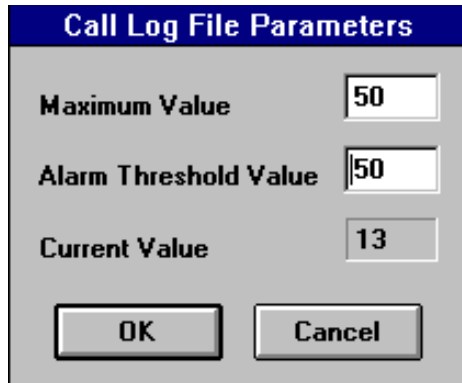 Call Log File Parameters
Maximum Value 50
Alarm Threshold Value 50
Current Value 13
OK Cancel